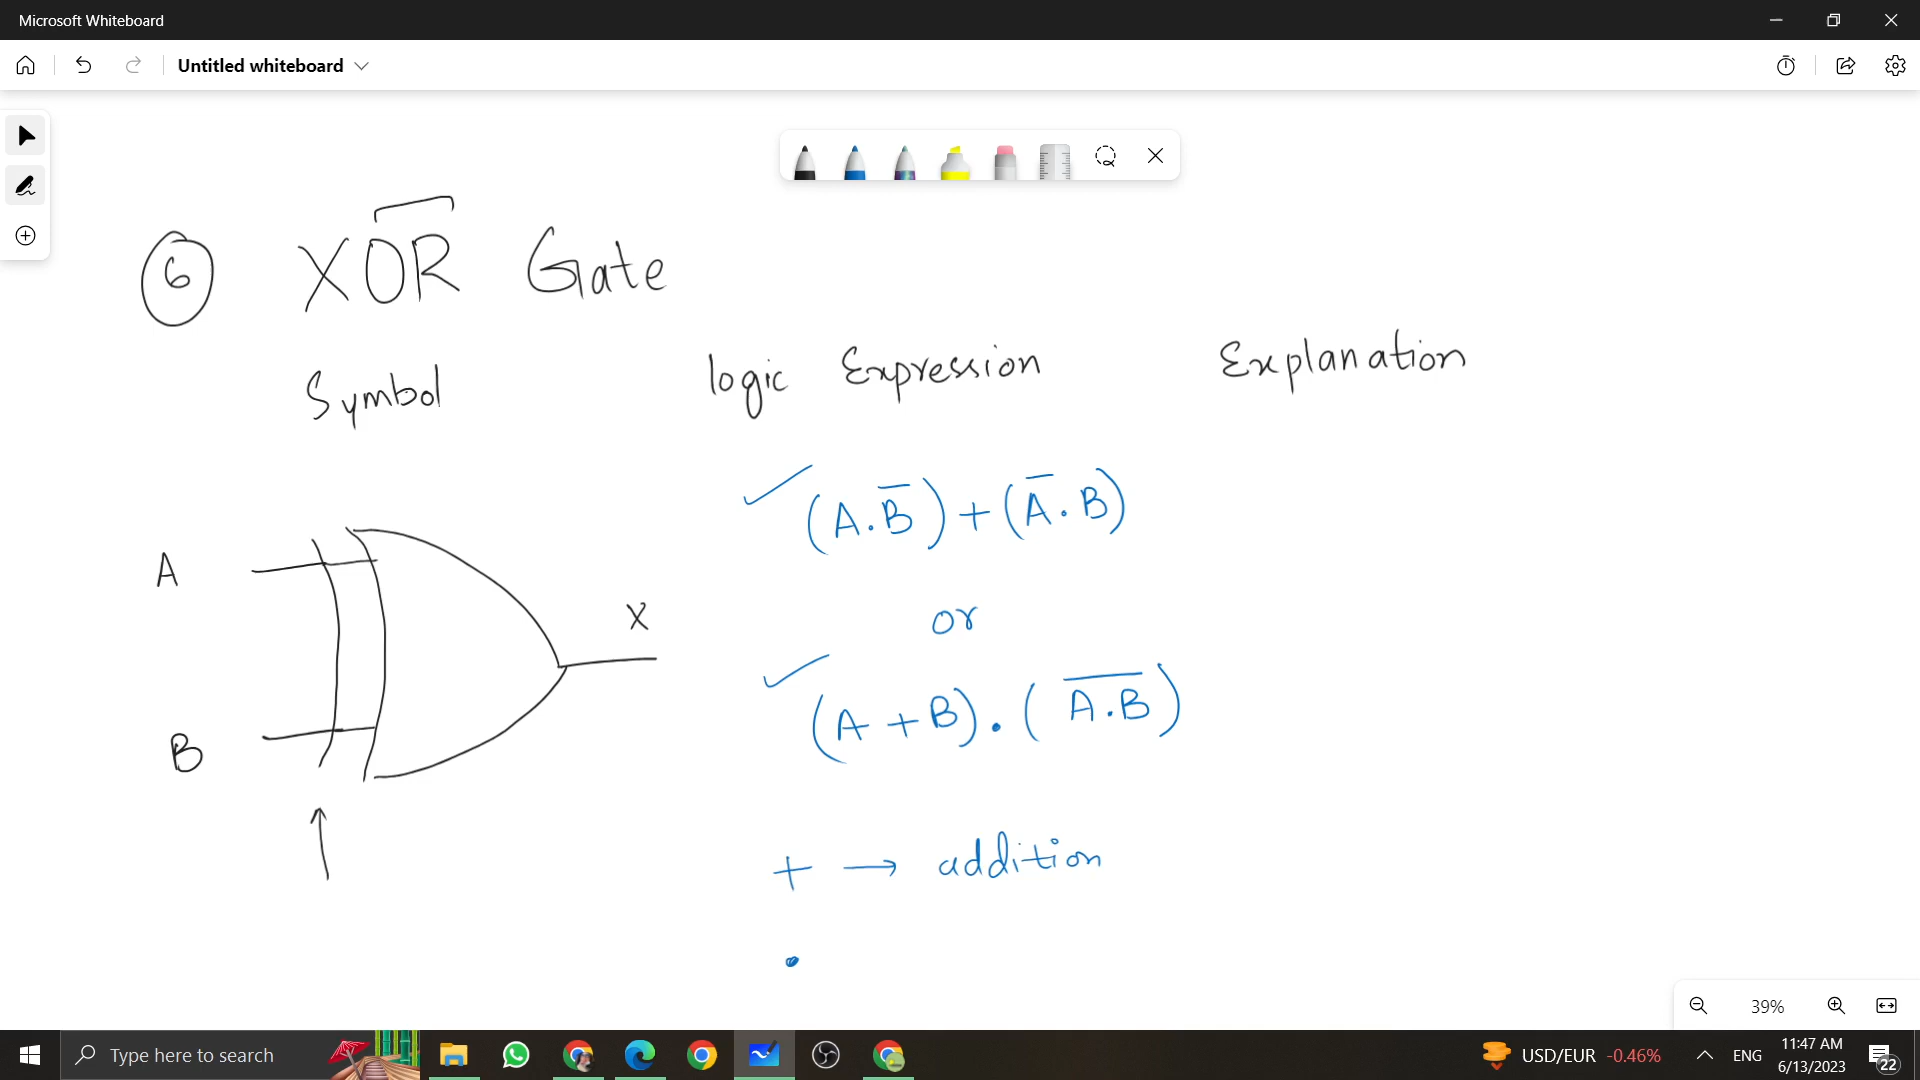 Microsoft Whiteboard
Untitled whiteboard
⑥ XOR Gate
Symbol
logic Expression
Explanation
(A.B̅) + (A̅.B)
A
or
X
(A + B).(A̅.̅B̅)
B
+ → addition
.
39%
Type here to search
USD/EUR -0.46%
ENG
11:47 AM
6/13/2023
22